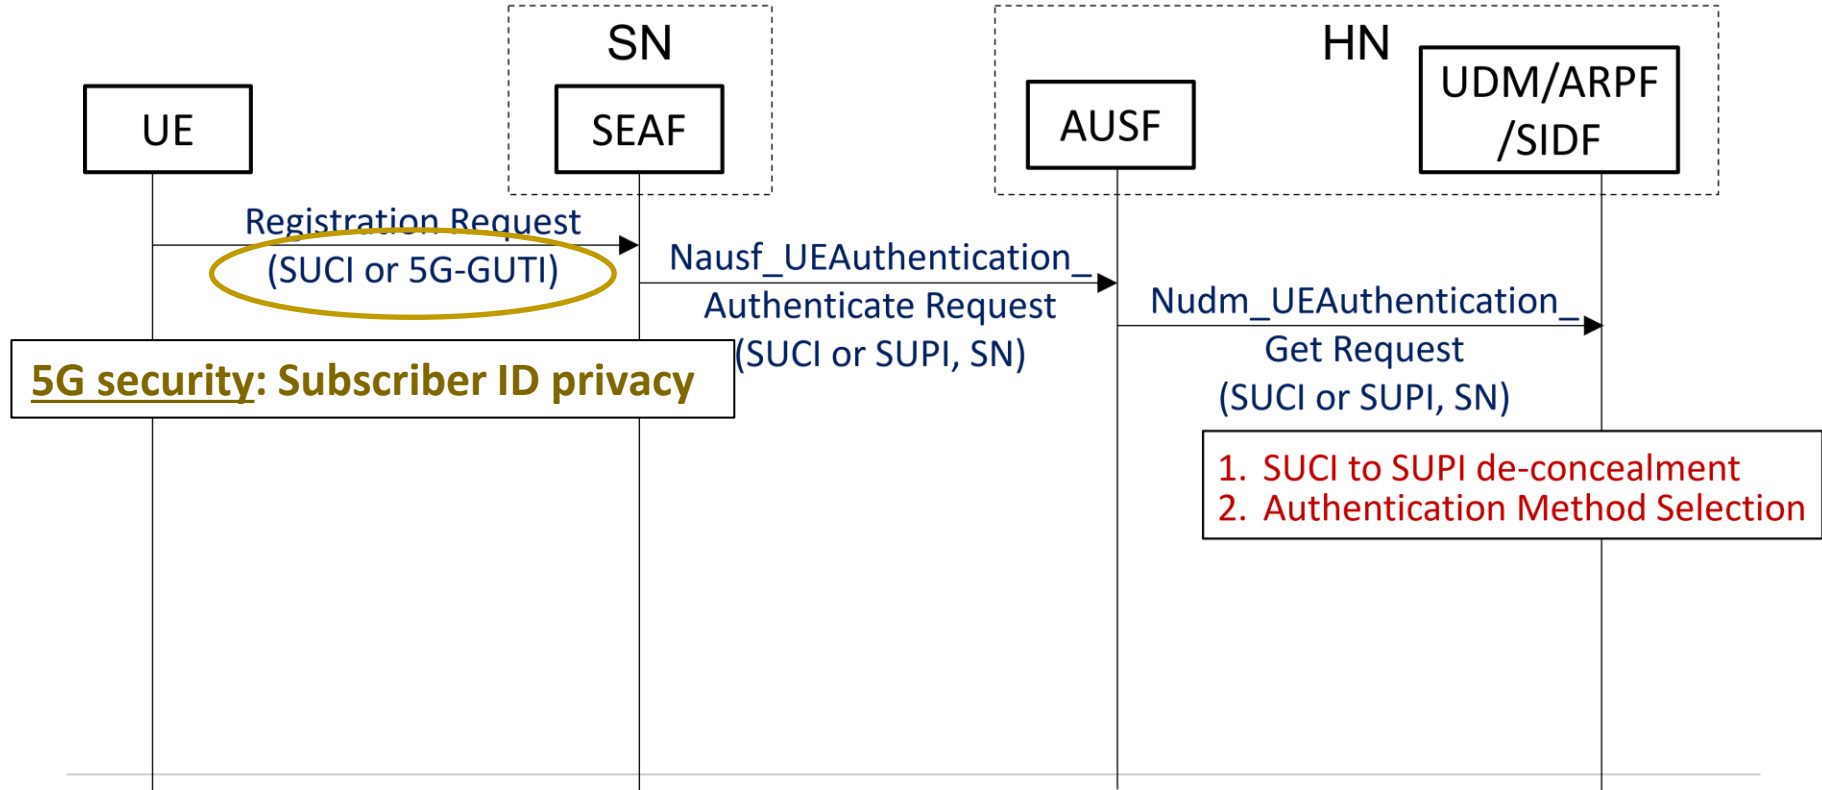 SN
HN
UE
SEAF
AUSF
UDM/ARPF
/SIDF
Registration Request
(SUCI or 5G-GUTI)
Nausf_UEAuthentication_
Authenticate Request
(SUCI or SUPI, SN)
Nudm_UEAuthentication_
Get Request
(SUCI or SUPI, SN)
5G security: Subscriber ID privacy
1. SUCI to SUPI de-concealment
2. Authentication Method Selection